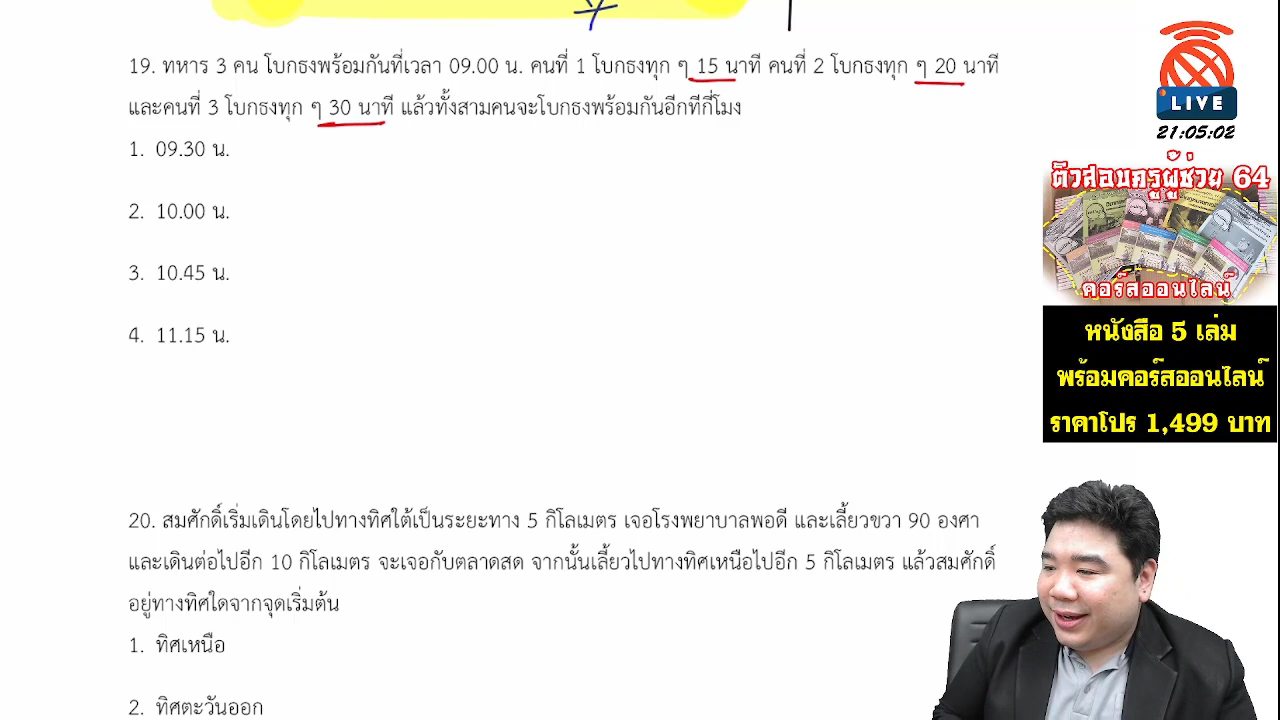 19. ทหาร 3 คน โบกธงพร้อมกันที่เวลา 09.00 น. คนที่ 1 โบกธงทุก ๆ 15 นาที คนที่ 2 โบกธงทุก ๆ 20 นาที
และคนที่ 3 โบกธงทุก ๆ 30 นาที แล้วทั้งสามคนจะโบกธงพร้อมกันอีกทีกี่โมง
1. 09.30 น.
2. 10.00 น.
3. 10.45 น.
4. 11.15 น.
20. สมศักดิ์เริ่มเดินโดยไปทางทิศใต้เป็นระยะทาง 5 กิโลเมตร เจอโรงพยาบาลพอดี และเลี้ยวขวา 90 องศา
และเดินต่อไปอีก 10 กิโลเมตร จะเจอกับตลาดสด จากนั้นเลี้ยวไปทางทิศเหนือไปอีก 5 กิโลเมตร แล้วสมศักดิ์
อยู่ทางทิศใดจากจุดเริ่มต้น
1. ทิศเหนือ
2. ทิศตะวันออก
LIVE
21:05:02
ติวสอบครูผู้ช่วย 64
คอร์สออนไลน์
หนังสือ 5 เล่ม
พร้อมคอร์สออนไลน์
ราคาโปร 1,499 บาท